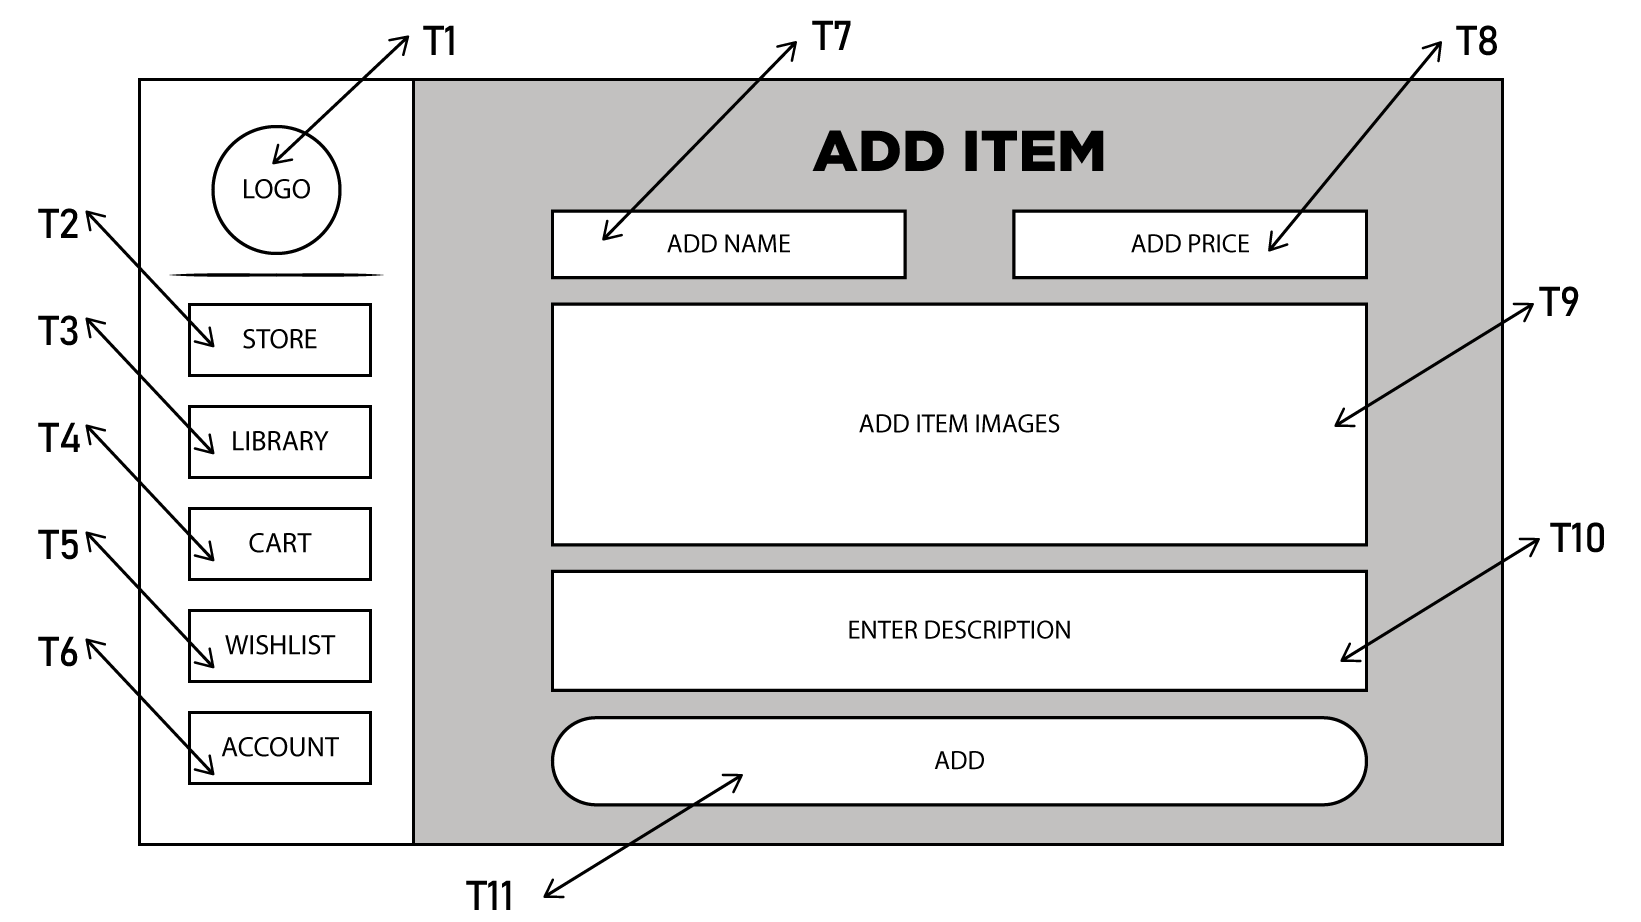 T1
T7
T8
ADD ITEM
LOGO
T2
ADD NAME
ADD PRICE
T9
T3
STORE
ADD ITEM IMAGES
T4
LIBRARY
T10
T5
CART
ENTER DESCRIPTION
T6
WISHLIST
ACCOUNT
ADD
T11